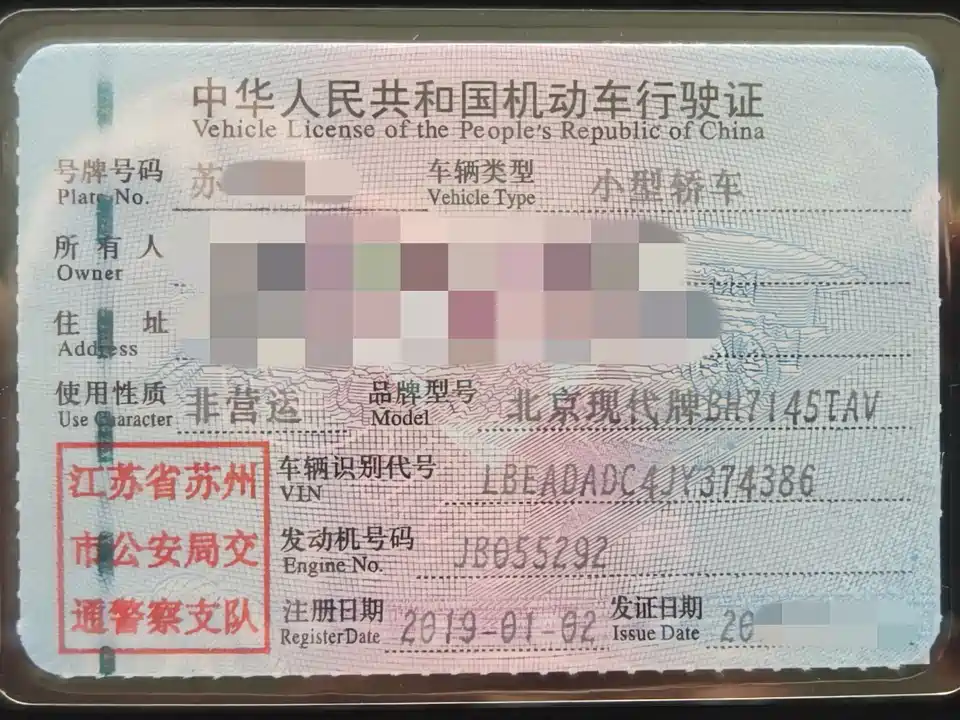 中华人民共和国机动车行驶证
Vehicle License of the People's Republic of China
号牌号码 苏 车辆类型 小型轿车
Plate No. Vehicle Type
所有人
Owner
住址
Address
使用性质 非营运 品牌型号 北京现代牌BH7145TAV
Use Character Model
江苏省苏州
市公安局交
通警察支队
车辆识别代号 LBEADADC4JY374386
VIN
发动机号码 JB055292
Engine No.
注册日期 2019-01-02 发证日期 20
RegisterDate Issue Date